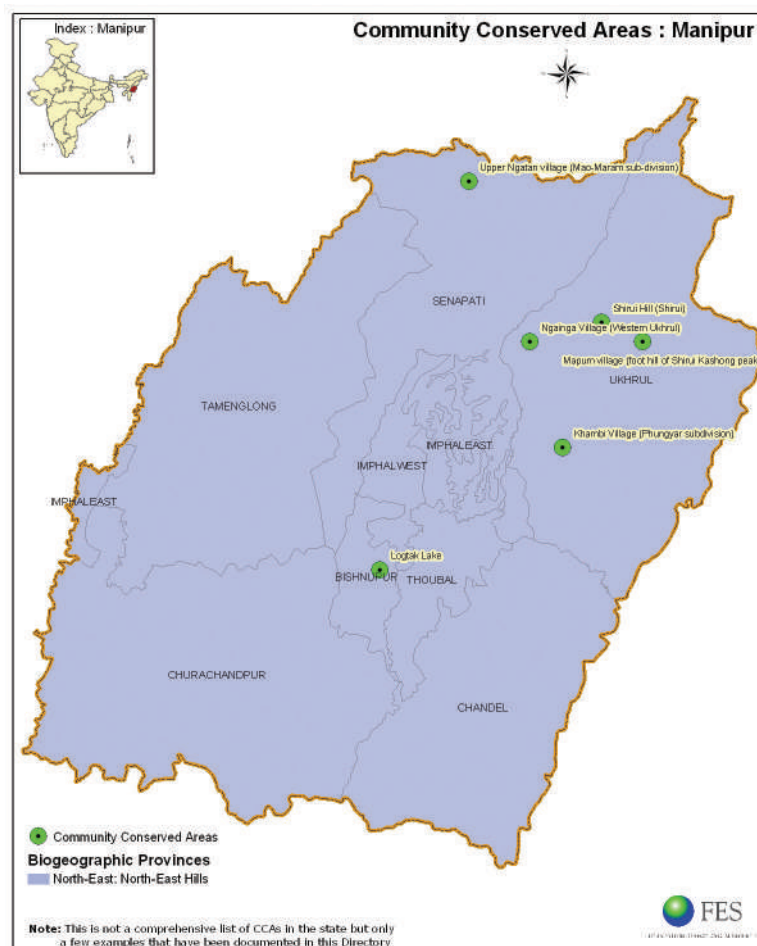 Community Conserved Areas : Manipur
Index : Manipur
Upper Ngatan village (Mao-Maram sub-division)
SENAPATI
Shirui Hill (Shirui)
Ngainga Village (Western Ukhrul)
Mapum village (foot hill of Shirui Kashong peak
UKHRUL
TAMENGLONG
IMPHALEAST
IMPHALWEST
Khambi Village (Phungyar subdivision)
IMPHALEAST
Logtak Lake
BISHNUPUR
THOUBAL
CHURACHANDPUR
CHANDEL
Community Conserved Areas
Biogeographic Provinces
North-East: North-East Hills
FES
Note: This is not a comprehensive list of CCAs in the state but only
a few examples that have been documented in this Directory